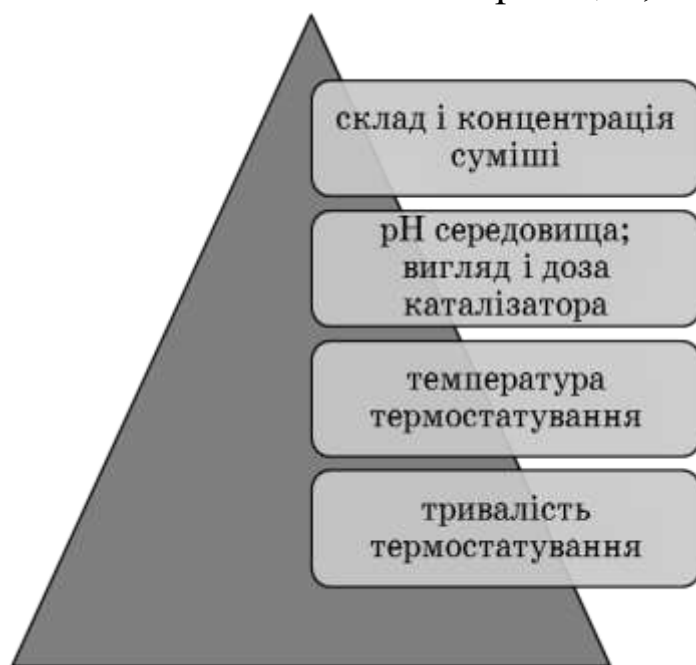 склад і концентрація
суміші
рН середовища;
вигляд і доза
каталізатора
температура
термостатування
тривалість
термостатування